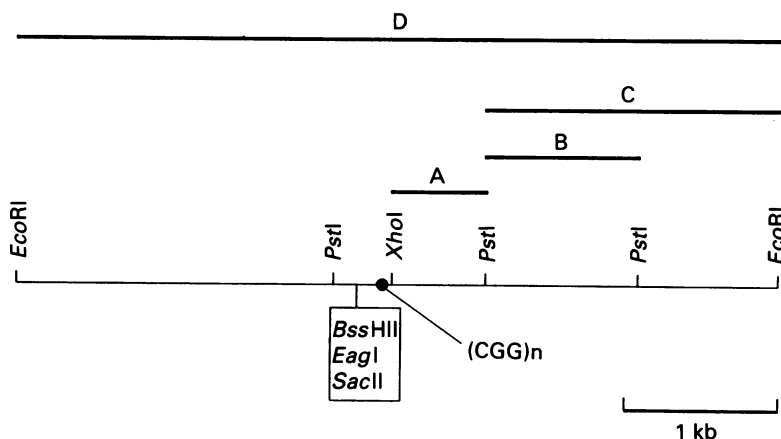 D
C
B
A
EcoRI
PstI
XhoI
PstI
PstI
EcoRI
BssHII
EagI
SacII
(CGG)n
1 kb